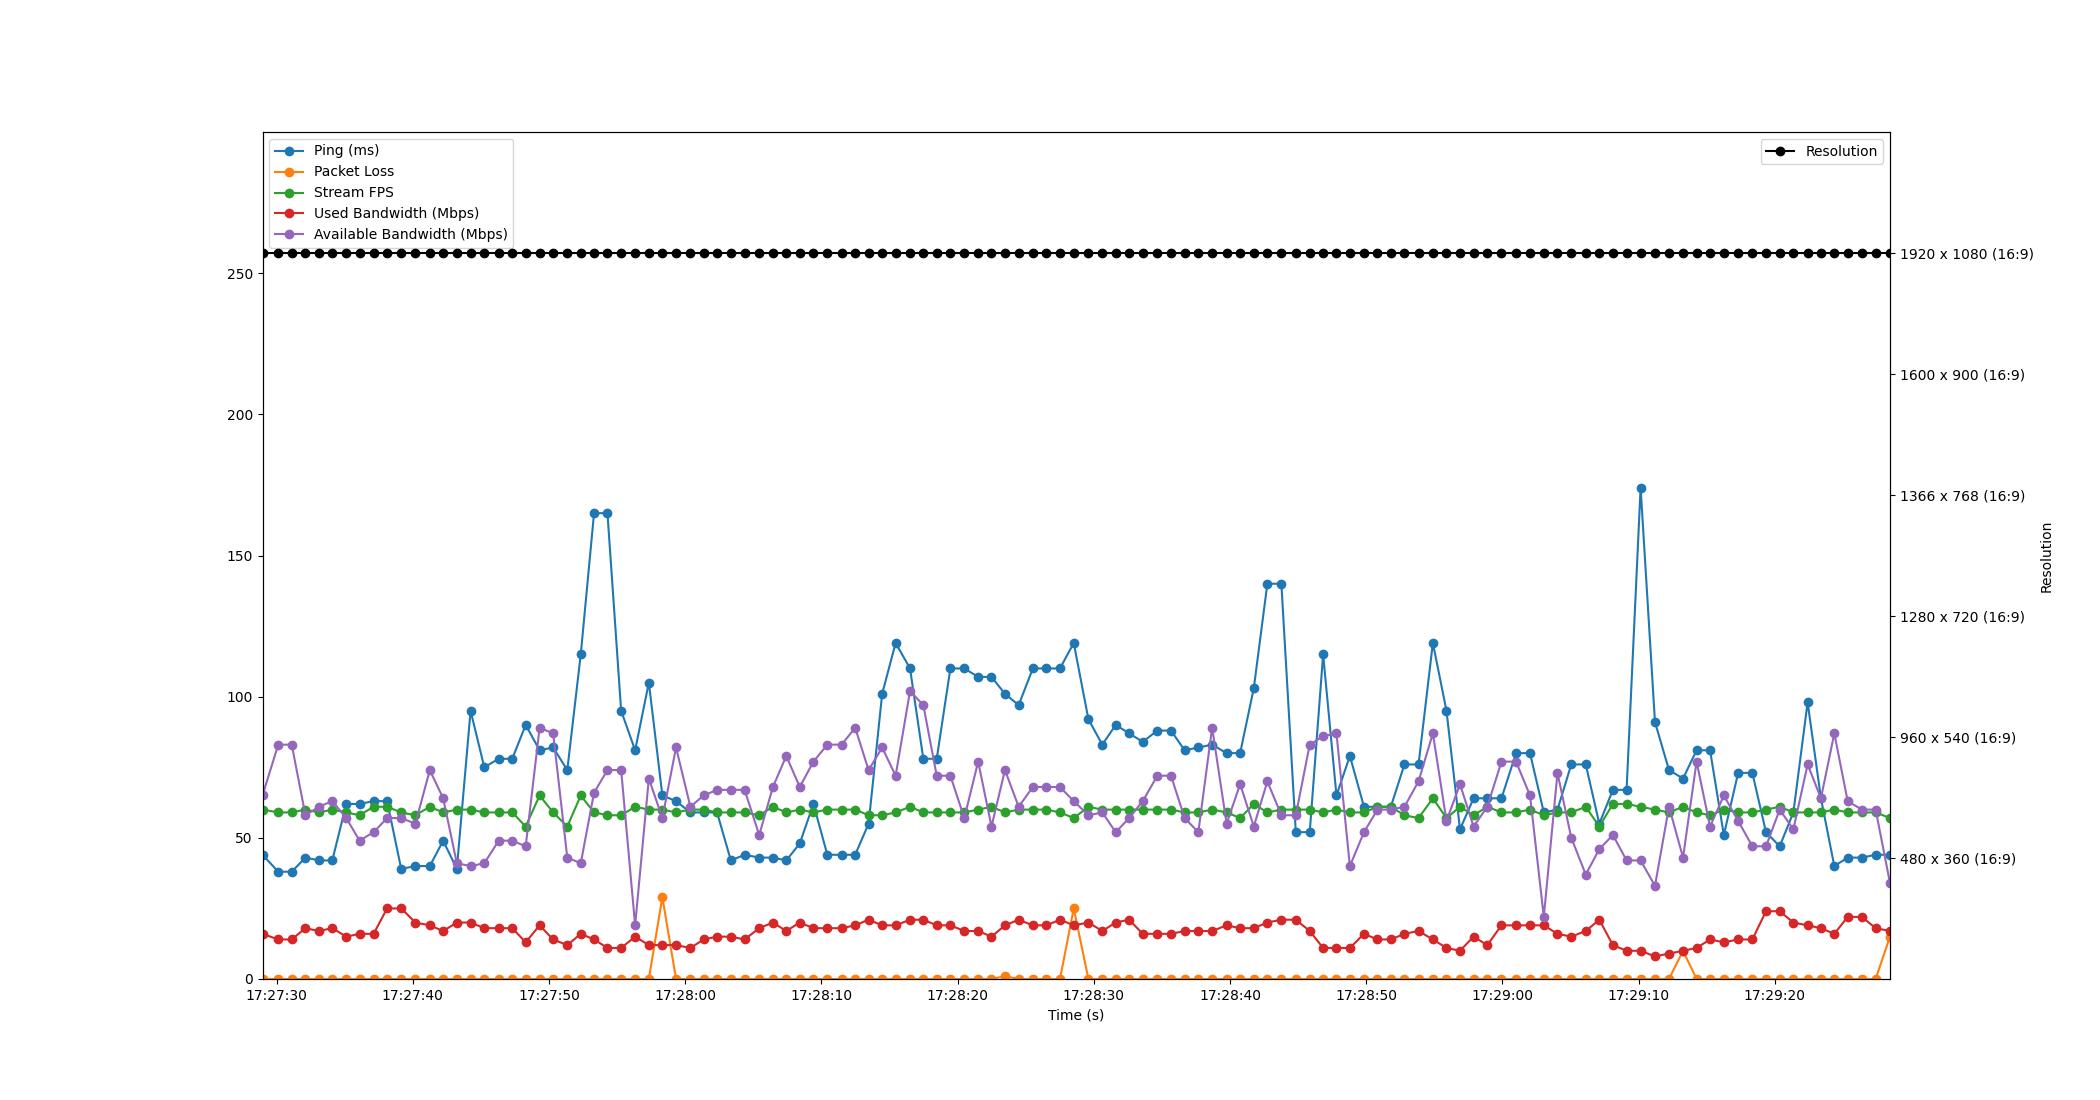 Ping (ms)
Packet Loss
Stream FPS
Used Bandwidth (Mbps)
Available Bandwidth (Mbps)
Resolution
250
200
150
100
50
0
1920 x 1080 (16:9)
1600 x 900 (16:9)
1366 x 768 (16:9)
1280 x 720 (16:9)
960 x 540 (16:9)
480 x 360 (16:9)
Resolution
17:27:30 17:27:40 17:27:50 17:28:00 17:28:10 17:28:20 17:28:30 17:28:40 17:28:50 17:29:00 17:29:10 17:29:20
Time (s)